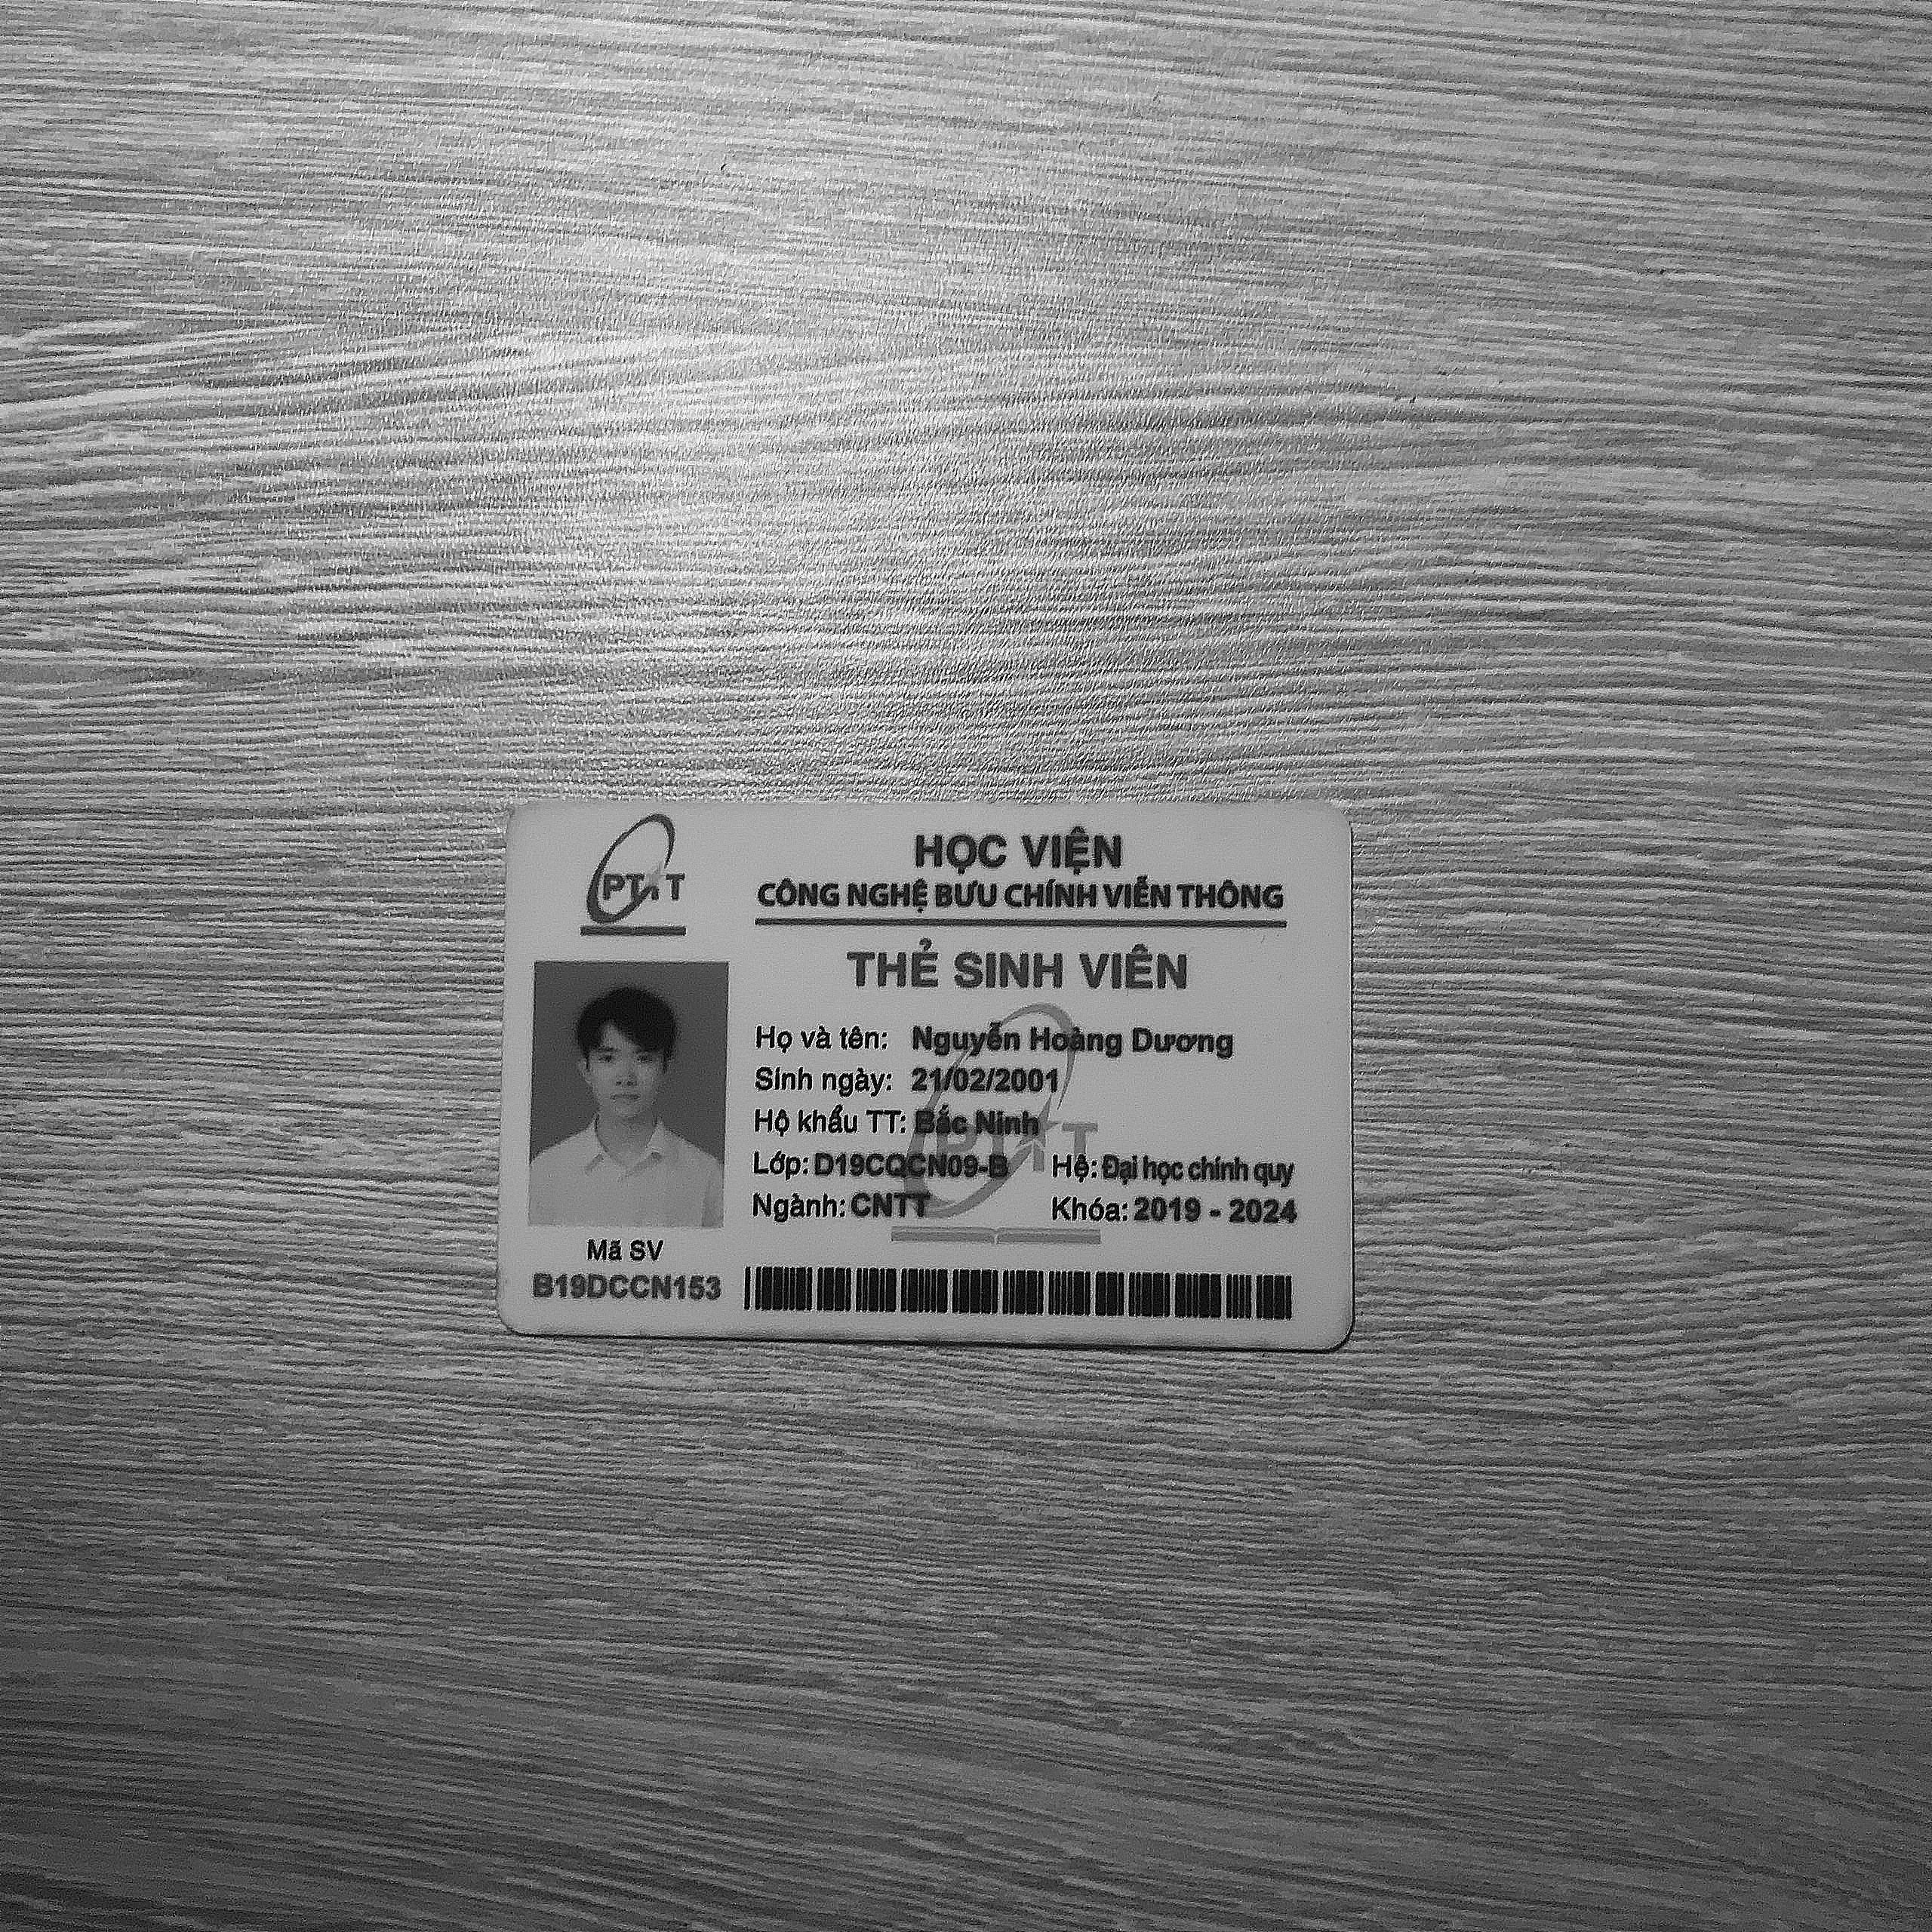 PTIT
HỌC VIỆN
CÔNG NGHỆ BƯU CHÍNH VIỄN THÔNG
THẺ SINH VIÊN
Họ và tên: Nguyễn Hoàng Dương
Sinh ngày: 21/02/2001
Hộ khẩu TT: Bắc Ninh
Lớp: D19CQCN09-B Hệ: Đại học chính quy
Ngành: CNTT Khóa: 2019 - 2024
Mã SV
B19DCCN153
PTIT